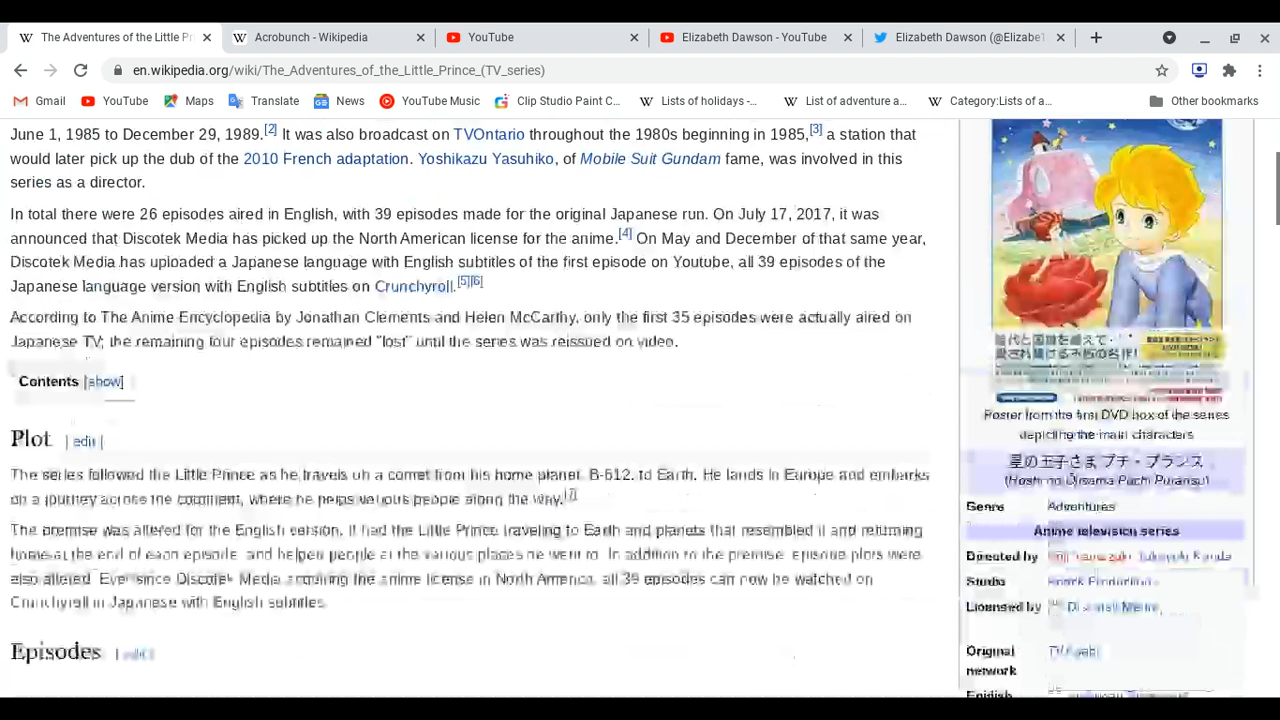 The Adventures of the Little Pr
Acrobunch - Wikipedia
YouTube
Elizabeth Dawson - YouTube
Elizabeth Dawson (@Elizabe
en.wikipedia.org/wiki/The_Adventures_of_the_Little_Prince_(TV_series)
Gmail
YouTube
Maps
Translate
News
YouTube Music
Clip Studio Paint C...
Lists of holidays -...
List of adventure a...
Category:Lists of a...
Other bookmarks
June 1, 1985 to December 29, 1989.[2] It was also broadcast on TVOntario throughout the 1980s beginning in 1985,[3] a station that
would later pick up the dub of the 2010 French adaptation. Yoshikazu Yasuhiko, of Mobile Suit Gundam fame, was involved in this
series as a director.
In total there were 26 episodes aired in English, with 39 episodes made for the original Japanese run. On July 17, 2017, it was
announced that Discotek Media has picked up the North American license for the anime.[4] On May and December of that same year,
Discotek Media has uploaded a Japanese language with English subtitles of the first episode on Youtube, all 39 episodes of the
Japanese language version with English subtitles on Crunchyroll.[5][6]
According to The Anime Encyclopedia by Jonathan Clements and Helen McCarthy, only the first 35 episodes were actually aired on
Japanese TV; the remaining four episodes remained "lost" until the series was reissued on video.
Contents [show]
Plot [ edit ]
The series followed the Little Prince as he travels on a comet from his home planet, B-612, to Earth. He lands in Europe and embarks
on a journey across the continent, where he helps various people along the way.[7]
The premise was altered for the English version. It had the Little Prince traveling to Earth and planets that resembled it and returning
home at the end of each episode, and helped people at the various places he went to. In addition to the premise, episode plots were
also altered. Ever since Discotek Media acquiring the anime license in North America, all 39 episodes can now be watched on
Crunchyroll in Japanese with English subtitles.
Episodes [ edit ]
Poster from the first DVD box of the series
depicting the main characters
星の王子さま プチ・プランス
(Hoshi no Ōjisama Puchi Puransu)
Genre Adventures
Anime television series
Directed by
Studio
Licensed by
Original
network
English